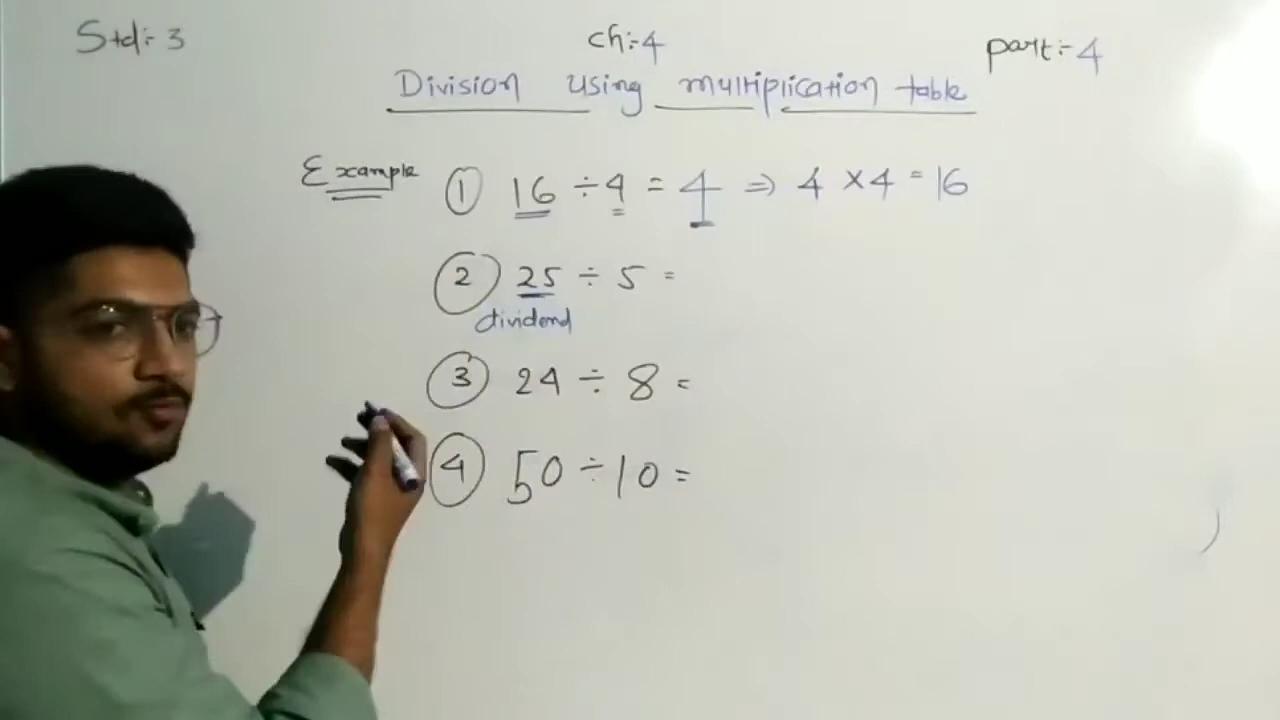 Std:- 3 ch:-4 part:-4
Division using multiplication table
Example ① 16 ÷ 4 = 4 ⇒ 4 × 4 = 16
② 25 ÷ 5 =
dividend
③ 24 ÷ 8 =
④ 50 ÷ 10 =